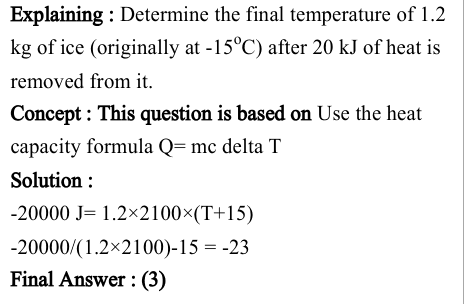 Explaining : Determine the final temperature of 1.2
kg of ice (originally at -15°C) after 20 kJ of heat is
removed from it.
Concept : This question is based on Use the heat
capacity formula Q= mc delta T
Solution :
-20000 J= 1.2×2100×(T+15)
-20000/(1.2×2100)-15 = -23
Final Answer : (3)